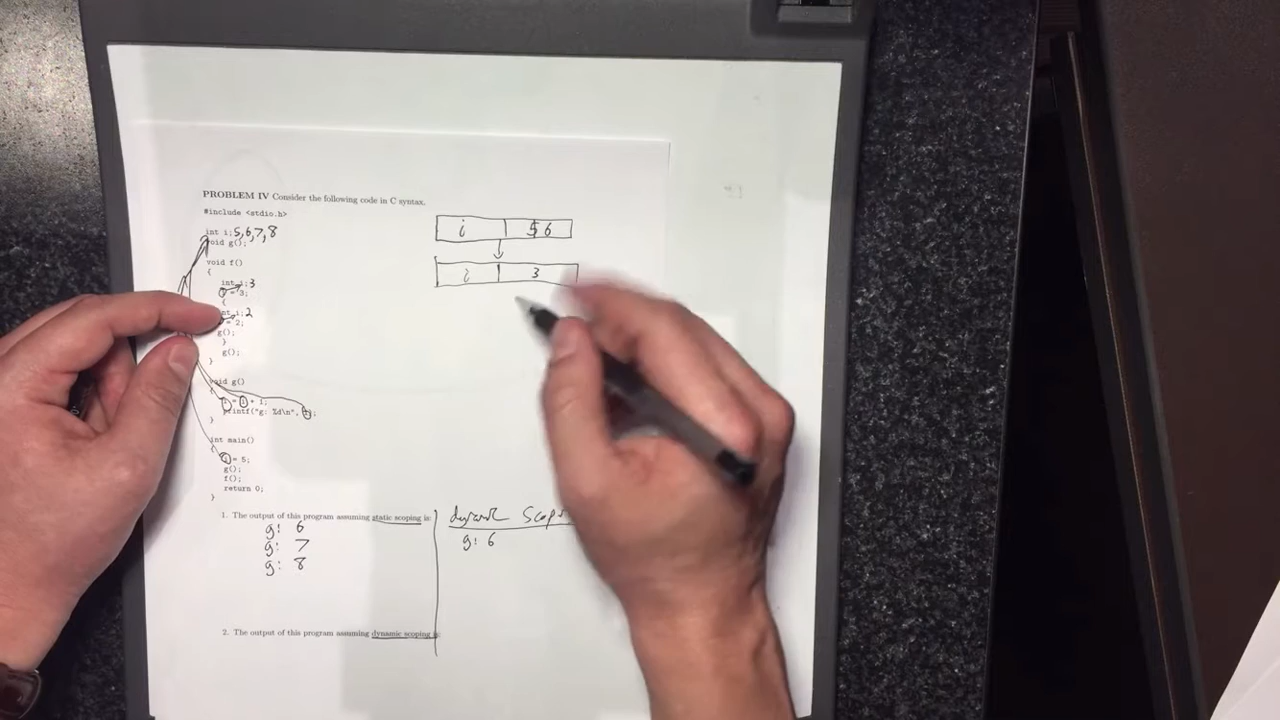 PROBLEM IV Consider the following code in C syntax.
#include <stdio.h>
int i; 5,6,7,8
void g();
void f()
{
int i; 3
i = 3;
{
int i; 2
= 2;
g();
}
g();
}
void g()
{
i = i + 1;
printf("g: %d\n", i);
}
int main()
{
i = 5;
g();
f();
return 0;
}
i 5 6
i 3
1. The output of this program assuming static scoping is:
g: 6
g: 7
g: 8
g: 6
2. The output of this program assuming dynamic scoping is: